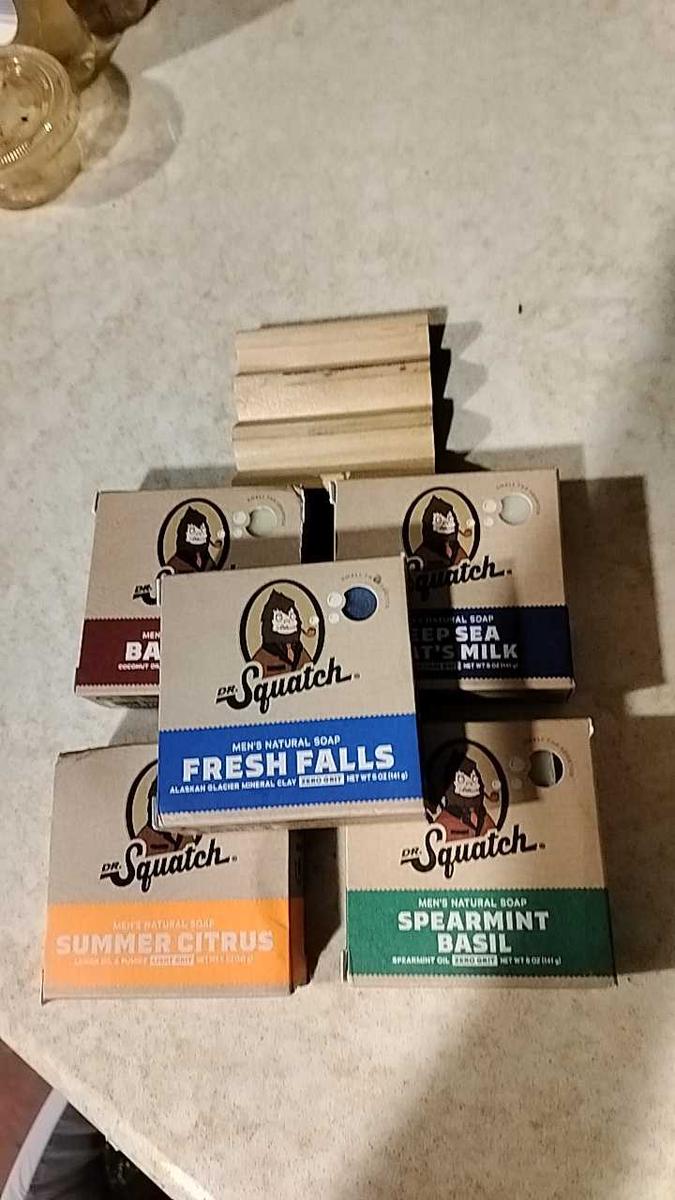 DR.
MEN
BA
COCONUT OIL
Squatch
NATURAL SOAP
EEP SEA
AT'S MILK
NET WT 5 OZ (141 g)
DR. Squatch
MEN'S NATURAL SOAP
FRESH FALLS
ALASKAN GLACIER MINERAL CLAY ZERO GRIT NET WT 5 OZ (141 g)
DR. Squatch
MEN'S NATURAL SOAP
SUMMER CITRUS
LIGHT GRIT
DR. Squatch
MEN'S NATURAL SOAP
SPEARMINT
BASIL
SPEARMINT OIL ZERO GRIT NET WT 5 OZ (141 g)